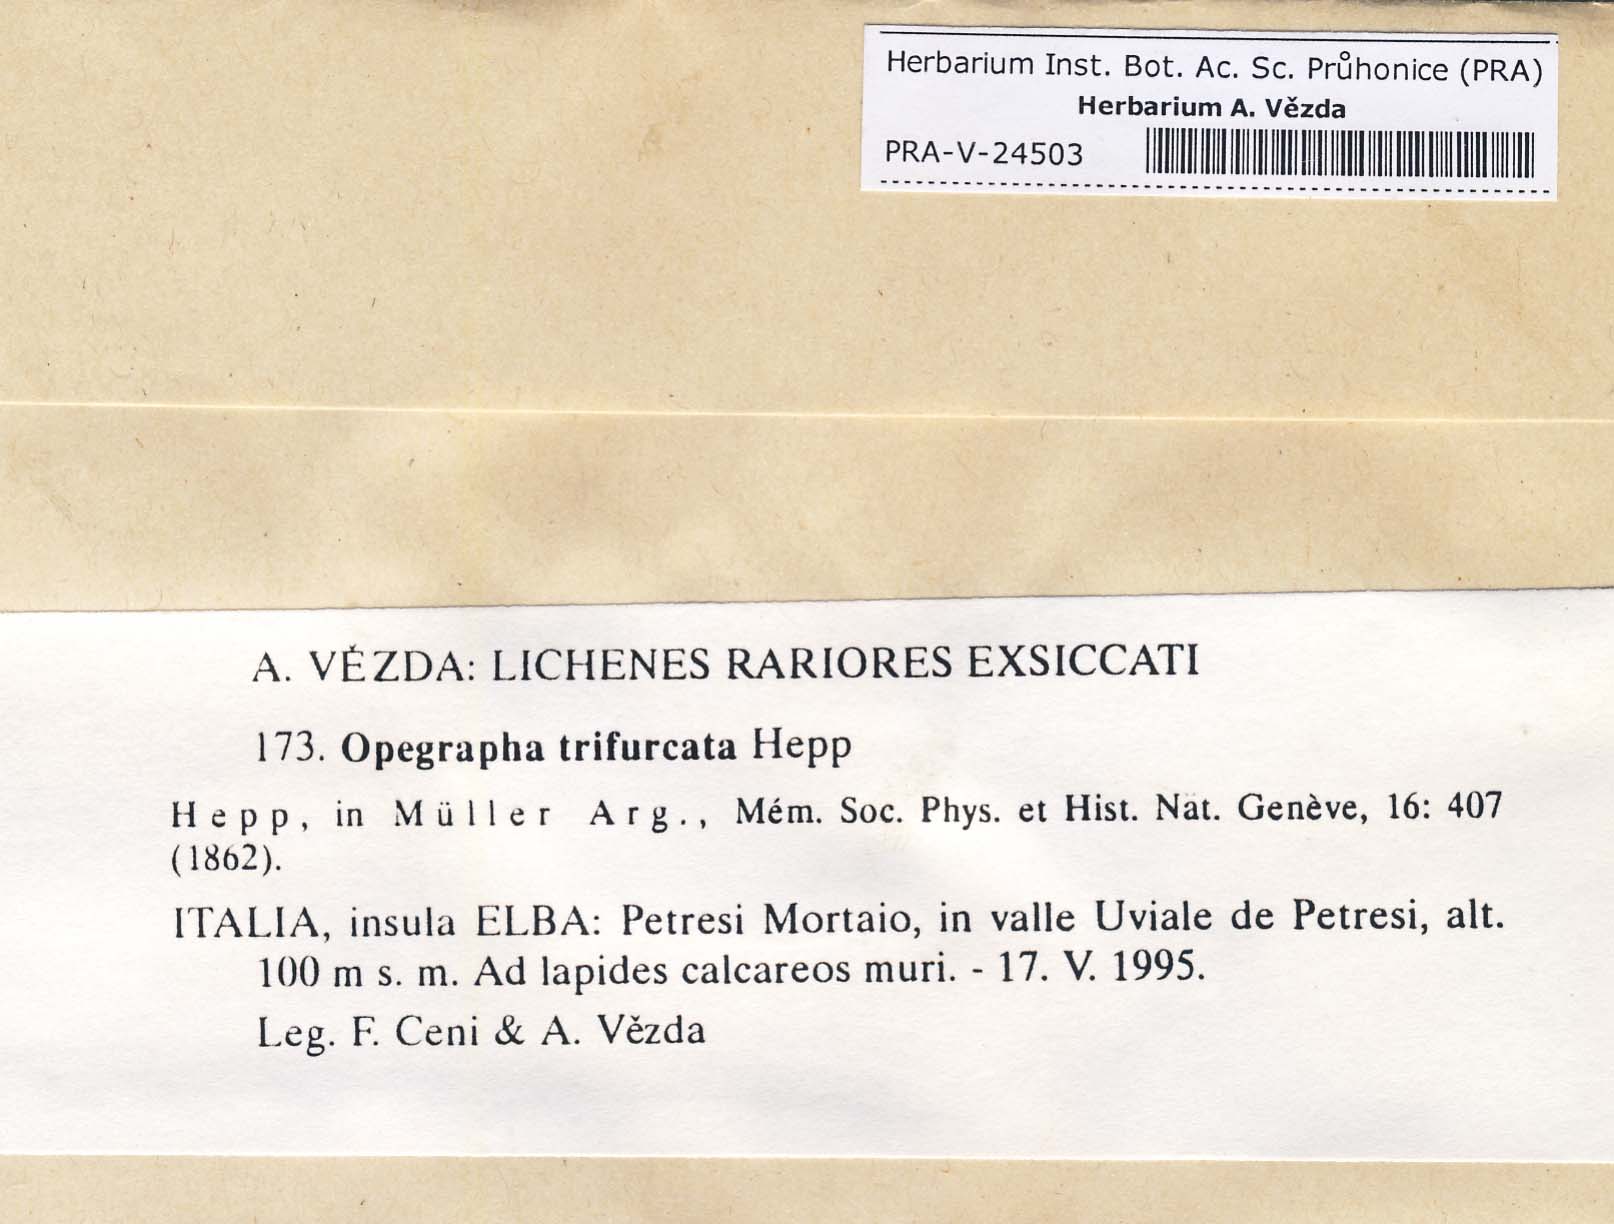 Herbarium Inst. Bot. Ac. Sc. Průhonice (PRA)
Herbarium A. Vězda
PRA-V-24503
A. VÉZDA: LICHENES RARIORES EXSICCATI
173. Opegrapha trifurcata Hepp
Hepp, in Müller Arg., Mém. Soc. Phys. et Hist. Nat. Genève, 16: 407
(1862).
ITALIA, insula ELBA: Petresi Mortaio, in valle Uviale de Petresi, alt.
100 m s. m. Ad lapides calcareos muri. - 17. V. 1995.
Leg. F. Ceni & A. Vězda